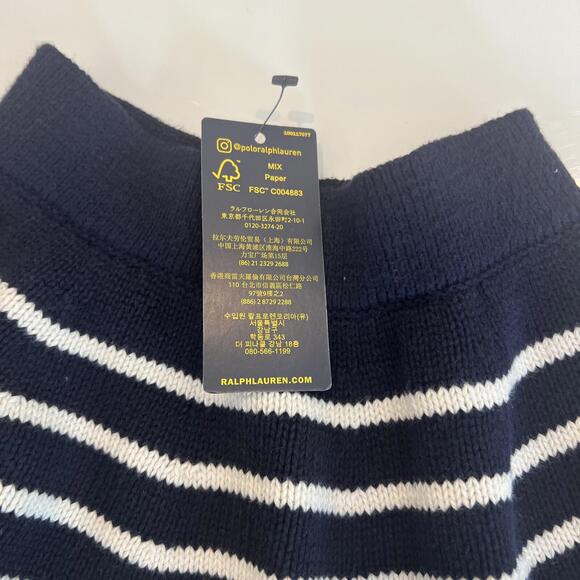 100117077
@poloralphlauren
FSC
MIX
Paper
FSC™ C004883
ラルフローレン合同会社
東京都千代田区永田町2-10-1
0120-3274-20
拉尔夫劳伦贸易(上海)有限公司
中国上海黄浦区淮海中路222号
力宝广场第15层
(86) 21 2329 2688
香港商雷夫羅倫有限公司台灣分公司
110 台北市信義區松仁路
97號9樓之2
(886) 2 8729 2288
수입원 랄프로렌코리아(유)
서울특별시
강남구
학동로 343
더 피나클 강남 16층
080-566-1199
RALPHLAUREN.COM